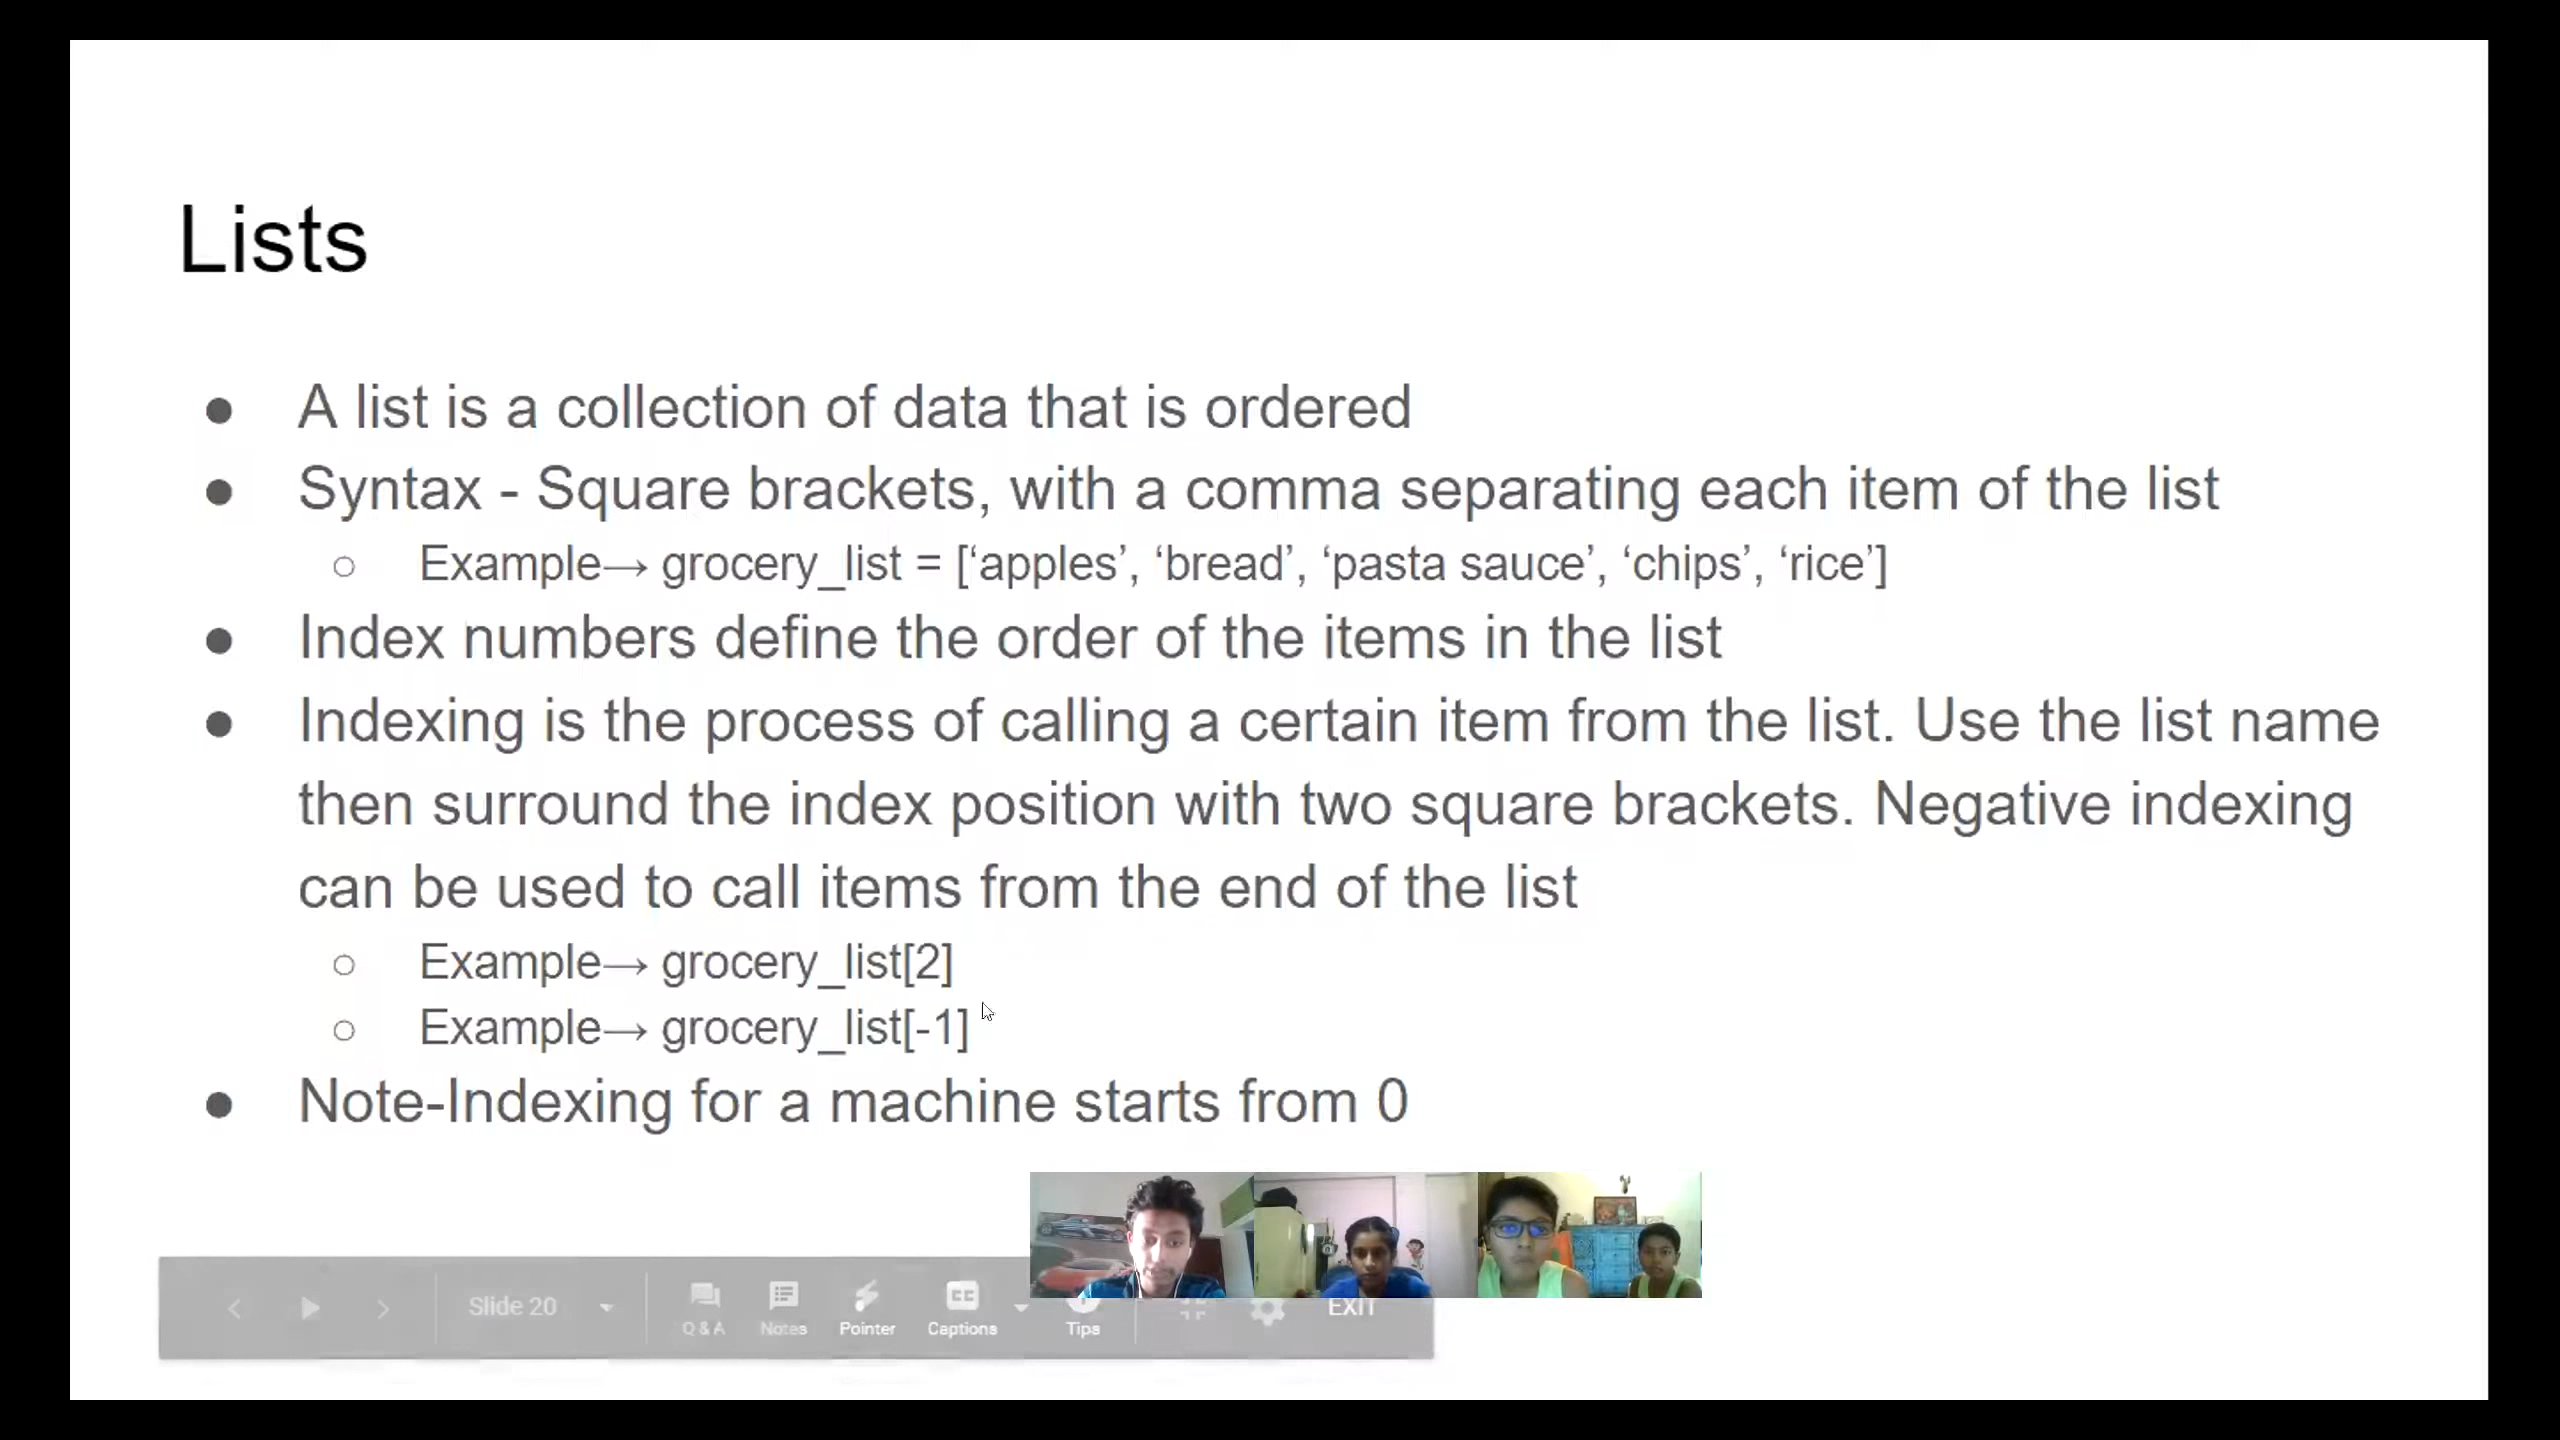 Lists
● A list is a collection of data that is ordered
● Syntax - Square brackets, with a comma separating each item of the list
○ Example→ grocery_list = [‘apples’, ‘bread’, ‘pasta sauce’, ‘chips’, ‘rice’]
● Index numbers define the order of the items in the list
● Indexing is the process of calling a certain item from the list. Use the list name
then surround the index position with two square brackets. Negative indexing
can be used to call items from the end of the list
○ Example→ grocery_list[2]
○ Example→ grocery_list[-1]
● Note-Indexing for a machine starts from 0
Slide 20
Q & A
Notes
Pointer
CC
Captions
Tips
EXIT